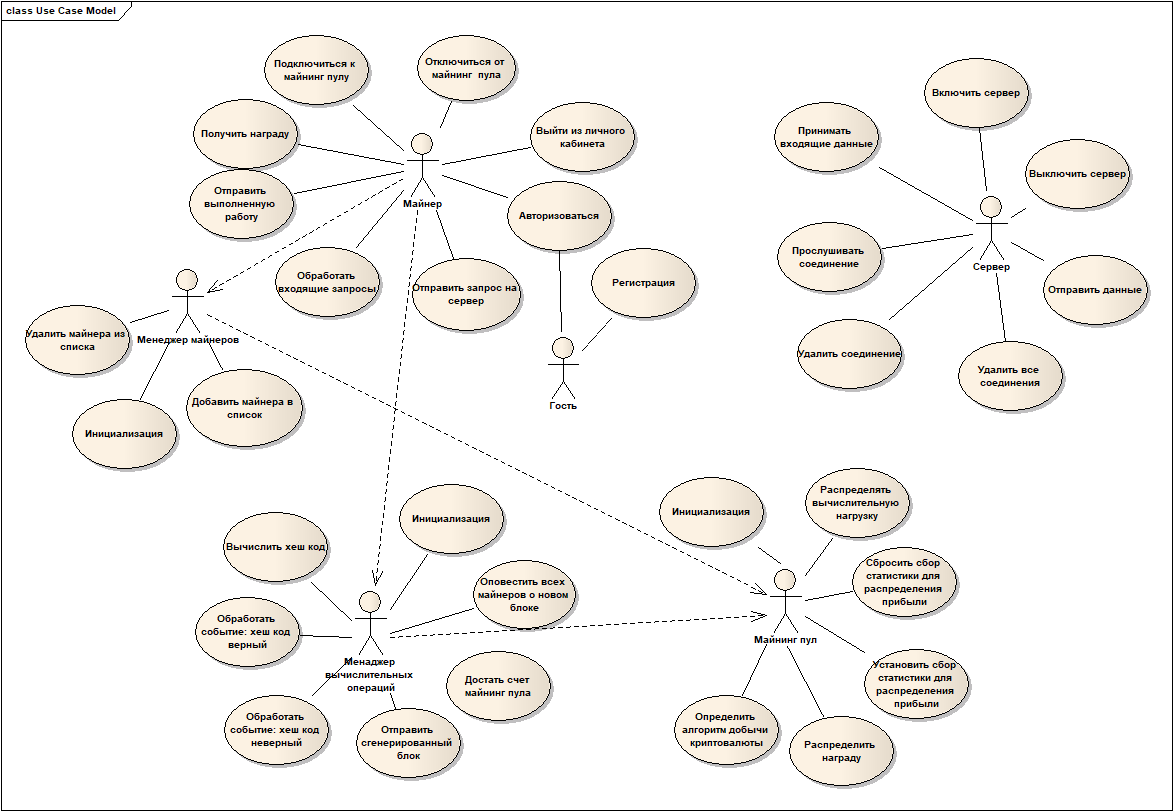 class Use Case Model
Подключиться к
майнинг пулу
Отключиться от
майнинг пула
Получить награду
Выйти из личного
кабинета
Отправить
выполненную
работу
Майнер
Авторизоваться
Обработать
входящие запросы
Отправить запрос на
сервер
Регистрация
Гость
Включить сервер
Принимать
входящие данные
Выключить сервер
Прослушивать
соединение
Сервер
Отправить данные
Удалить соединение
Удалить все
соединения
Удалить майнера из
списка
Менеджер майнеров
Инициализация
Добавить майнера в
список
Инициализация
Вычислить хеш код
Оповестить всех
майнеров о новом
блоке
Обработать
событие: хеш код
верный
Менаджер
вычислительных
операций
Достать счет
майнинг пула
Обработать
событие: хеш код
неверный
Отправить
сгенерированный
блок
Инициализация
Распределять
вычислительную
нагрузку
Сбросить сбор
статистики для
распределения
прибыли
Майнинг пул
Установить сбор
статистики для
распределения
прибыли
Определить
алгоритм добычи
криптовалюты
Распределить
награду